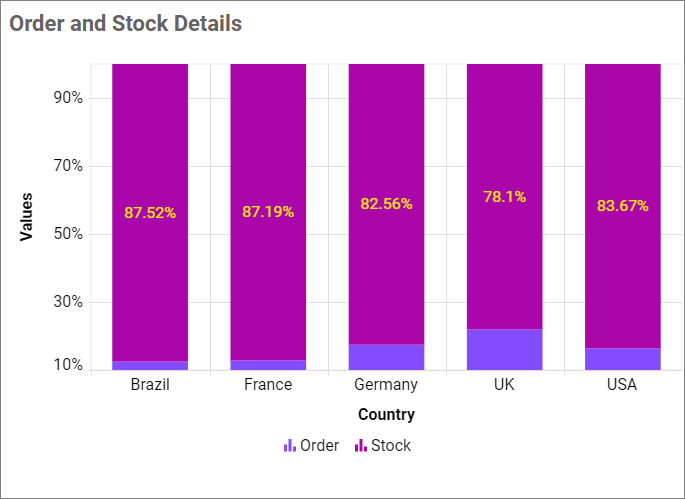 Order and Stock Details
90%
70%
50%
30%
10%
Values
87.52%
87.19%
82.56%
78.1%
83.67%
Brazil
France
Germany
UK
USA
Country
Order
Stock